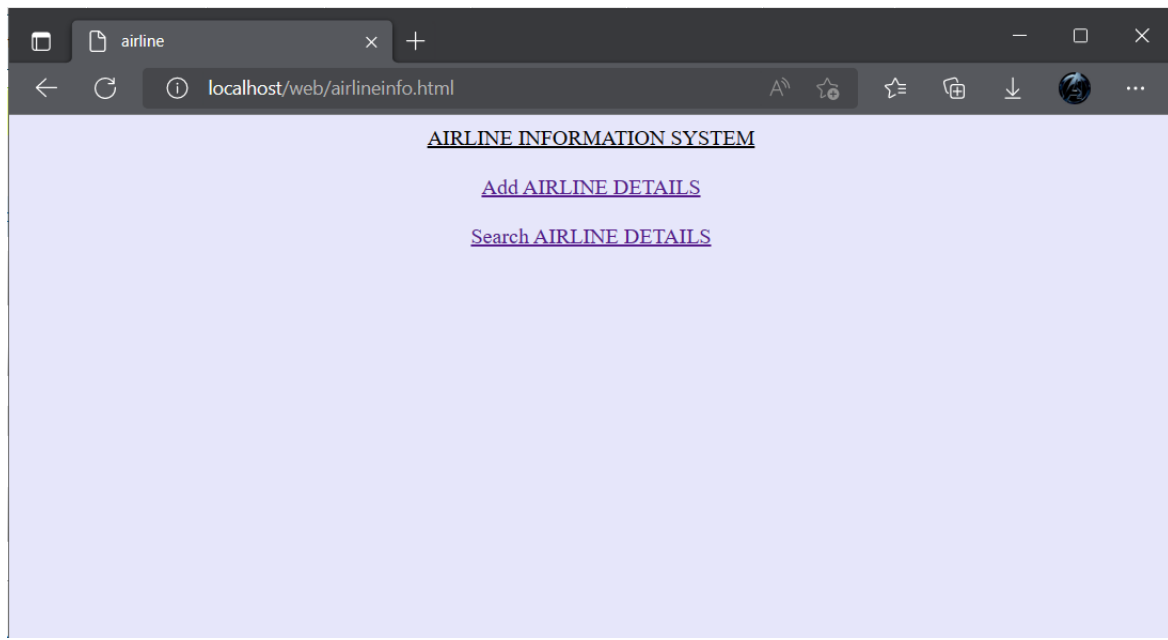 airline
localhost/web/airlineinfo.html
AIRLINE INFORMATION SYSTEM
Add AIRLINE DETAILS
Search AIRLINE DETAILS